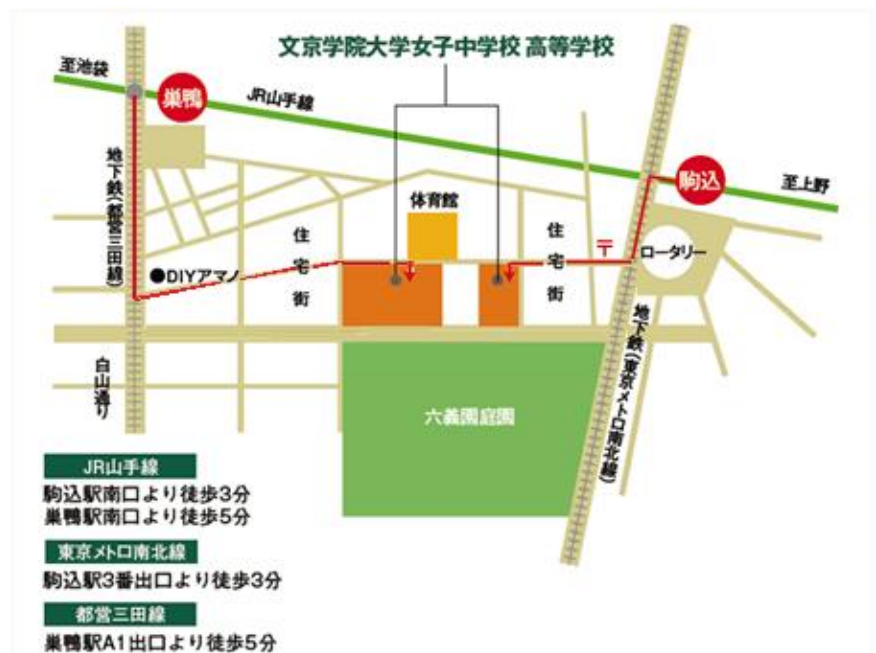 文京学院大学女子中学校 高等学校
至池袋
巣鴨
JR山手線
駒込
至上野
地下鉄(都営三田線)
体育館
住宅街
住宅街
〒
ロータリー
●DIYアマノ
地下鉄(東京メトロ南北線)
白山通り
六義園庭園
JR山手線
駒込駅南口より徒歩3分
巣鴨駅南口より徒歩5分
東京メトロ南北線
駒込駅3番出口より徒歩3分
都営三田線
巣鴨駅A1出口より徒歩5分